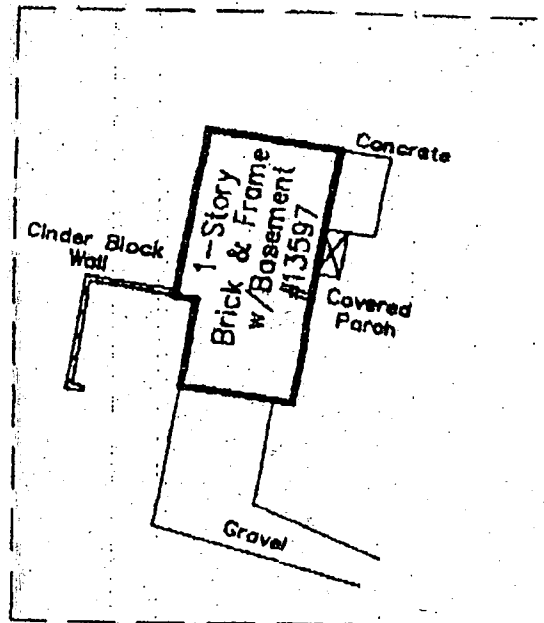 Concrete
1-Story
Brick & Frame
w/Basement
#13597
Cinder Block
Wall
Covered
Porch
Gravel